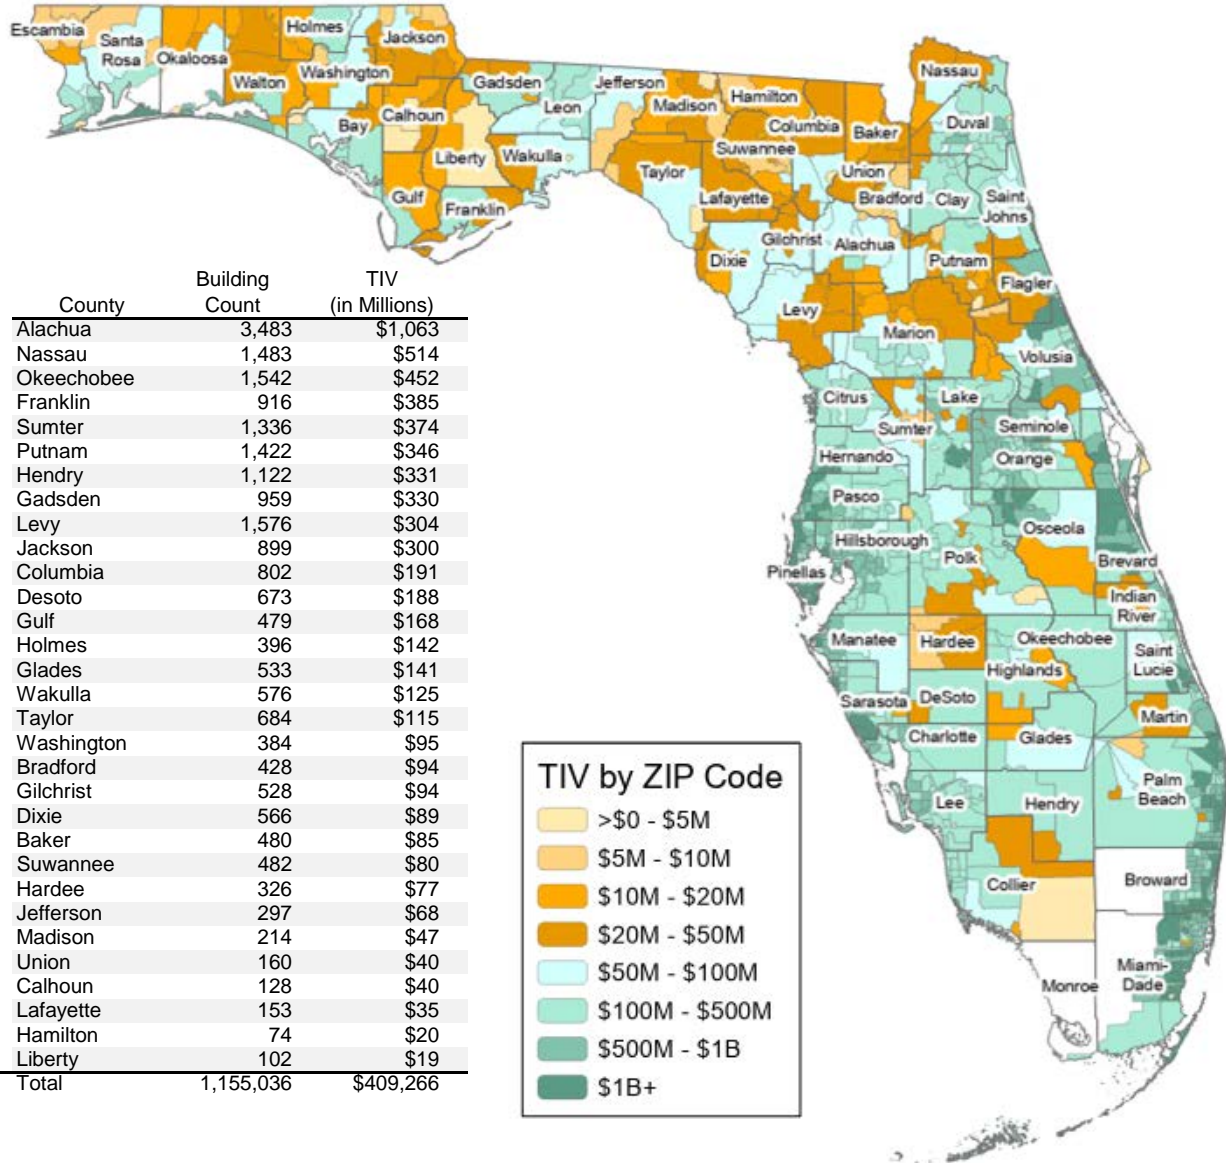 Escambia
Santa
Rosa
Okaloosa
Holmes
Jackson
Walton
Washington
Bay
Calhoun
Gadsden
Leon
Liberty
Wakulla
Gulf
Franklin
Jefferson
Madison
Hamilton
Columbia
Suwannee
Taylor
Lafayette
Baker
Nassau
Duval
Union
Bradford
Clay
Saint
Johns
Dixie
Gilchrist
Alachua
Putnam
Flagler
Levy
Marion
Volusia
Citrus
Lake
Sumter
Seminole
Hernando
Orange
Pasco
Osceola
Hillsborough
Polk
Brevard
Pinellas
Indian
River
Manatee
Hardee
Okeechobee
Highlands
Saint
Lucie
Sarasota
DeSoto
Martin
Charlotte
Glades
Lee
Hendry
Palm
Beach
Collier
Broward
Monroe
Miami-
Dade
Building TIV
County Count (in Millions)
Alachua 3,483 $1,063
Nassau 1,483 $514
Okeechobee 1,542 $452
Franklin 916 $385
Sumter 1,336 $374
Putnam 1,422 $346
Hendry 1,122 $331
Gadsden 959 $330
Levy 1,576 $304
Jackson 899 $300
Columbia 802 $191
Desoto 673 $188
Gulf 479 $168
Holmes 396 $142
Glades 533 $141
Wakulla 576 $125
Taylor 684 $115
Washington 384 $95
Bradford 428 $94
Gilchrist 528 $94
Dixie 566 $89
Baker 480 $85
Suwannee 482 $80
Hardee 326 $77
Jefferson 297 $68
Madison 214 $47
Union 160 $40
Calhoun 128 $40
Lafayette 153 $35
Hamilton 74 $20
Liberty 102 $19
Total 1,155,036 $409,266
TIV by ZIP Code
>$0 - $5M
$5M - $10M
$10M - $20M
$20M - $50M
$50M - $100M
$100M - $500M
$500M - $1B
$1B+